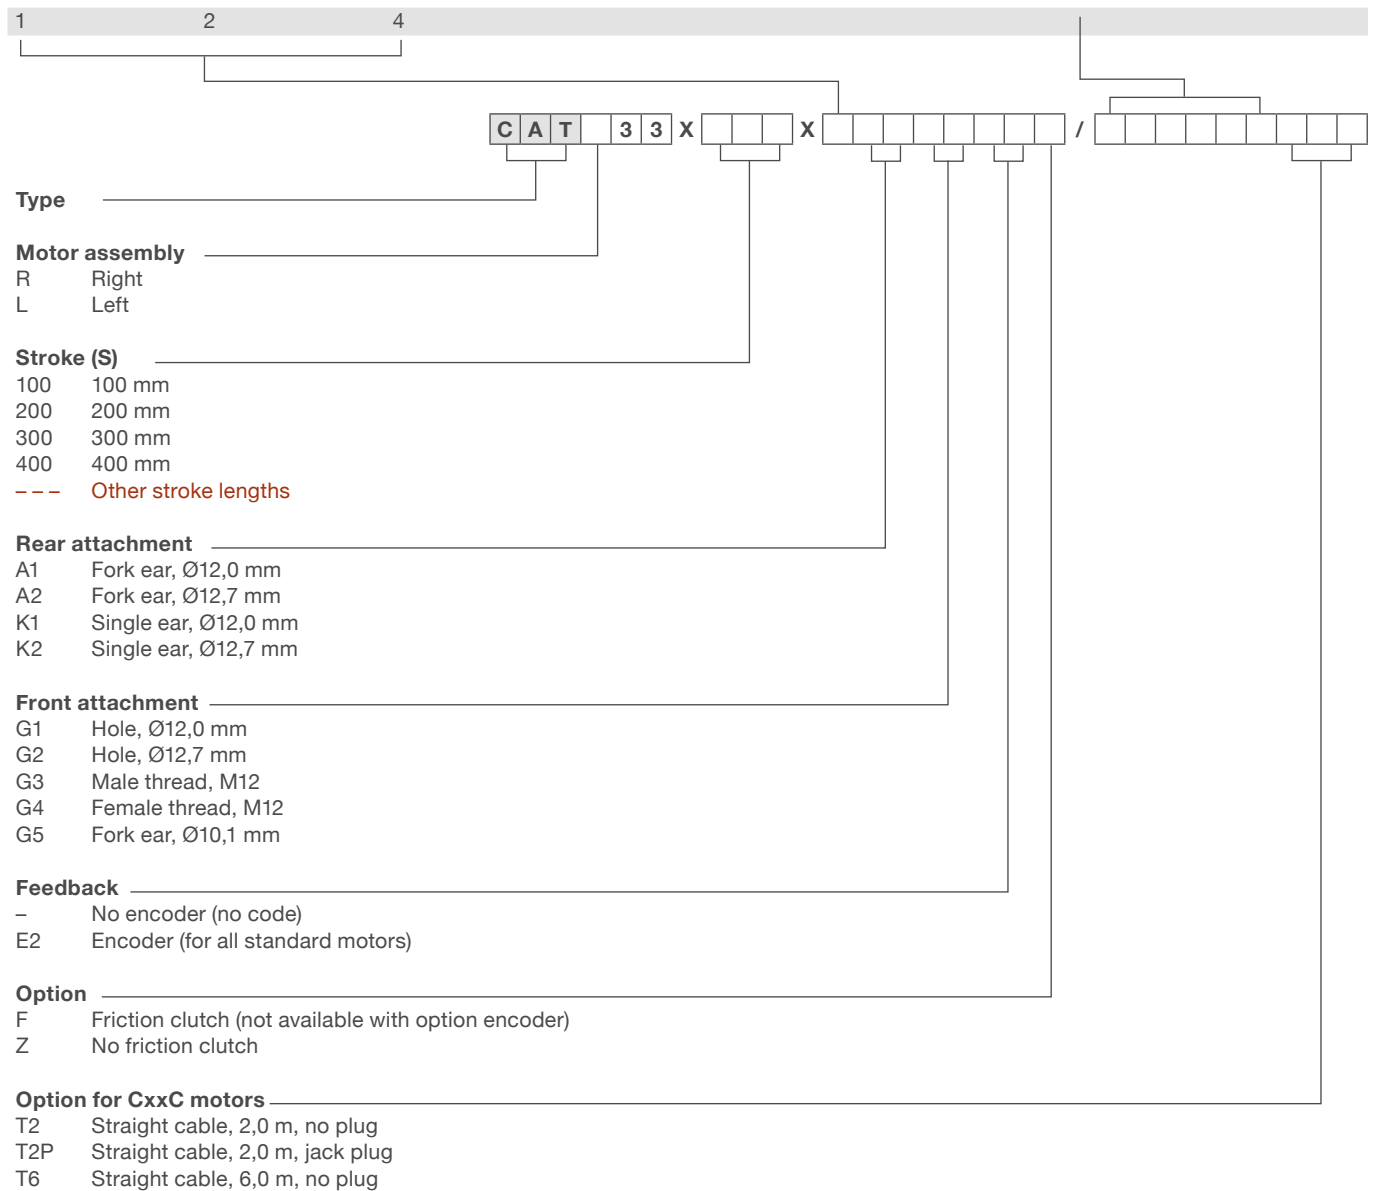 1 2 4
C A T 3 3 X X /
Type
Motor assembly
R Right
L Left
Stroke (S)
100 100 mm
200 200 mm
300 300 mm
400 400 mm
– – – Other stroke lengths
Rear attachment
A1 Fork ear, Ø12,0 mm
A2 Fork ear, Ø12,7 mm
K1 Single ear, Ø12,0 mm
K2 Single ear, Ø12,7 mm
Front attachment
G1 Hole, Ø12,0 mm
G2 Hole, Ø12,7 mm
G3 Male thread, M12
G4 Female thread, M12
G5 Fork ear, Ø10,1 mm
Feedback
– No encoder (no code)
E2 Encoder (for all standard motors)
Option
F Friction clutch (not available with option encoder)
Z No friction clutch
Option for CxxC motors
T2 Straight cable, 2,0 m, no plug
T2P Straight cable, 2,0 m, jack plug
T6 Straight cable, 6,0 m, no plug